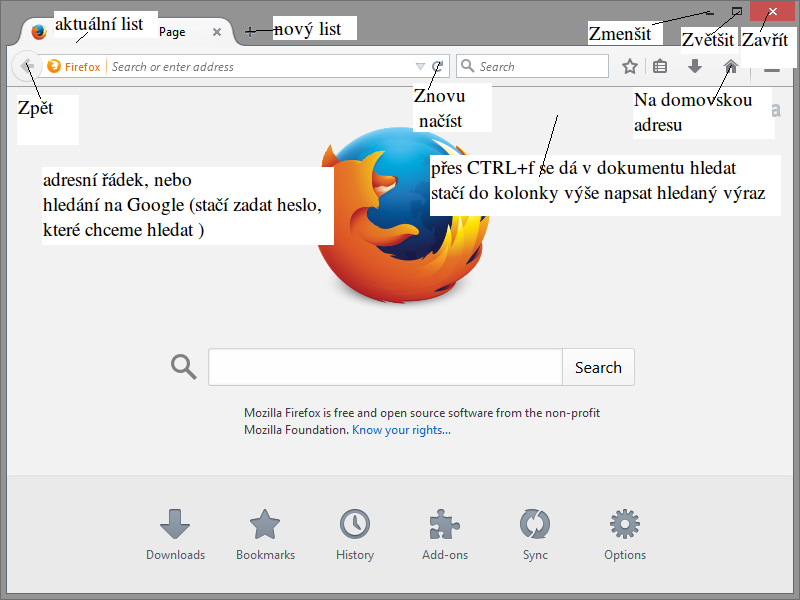 aktuální list
Page
nový list
Zmenšit
Zvětšit
Zavřít
Firefox
Search or enter address
Search
Zpět
Znovu
načíst
Na domovskou
adresu
a
adresní řádek, nebo
hledání na Google (stačí zadat heslo,
které chceme hledat )
přes CTRL+f se dá v dokumentu hledat
stačí do kolonky výše napsat hledaný výraz
Search
Mozilla Firefox is free and open source software from the non-profit
Mozilla Foundation. Know your rights...
Downloads
Bookmarks
History
Add-ons
Sync
Options